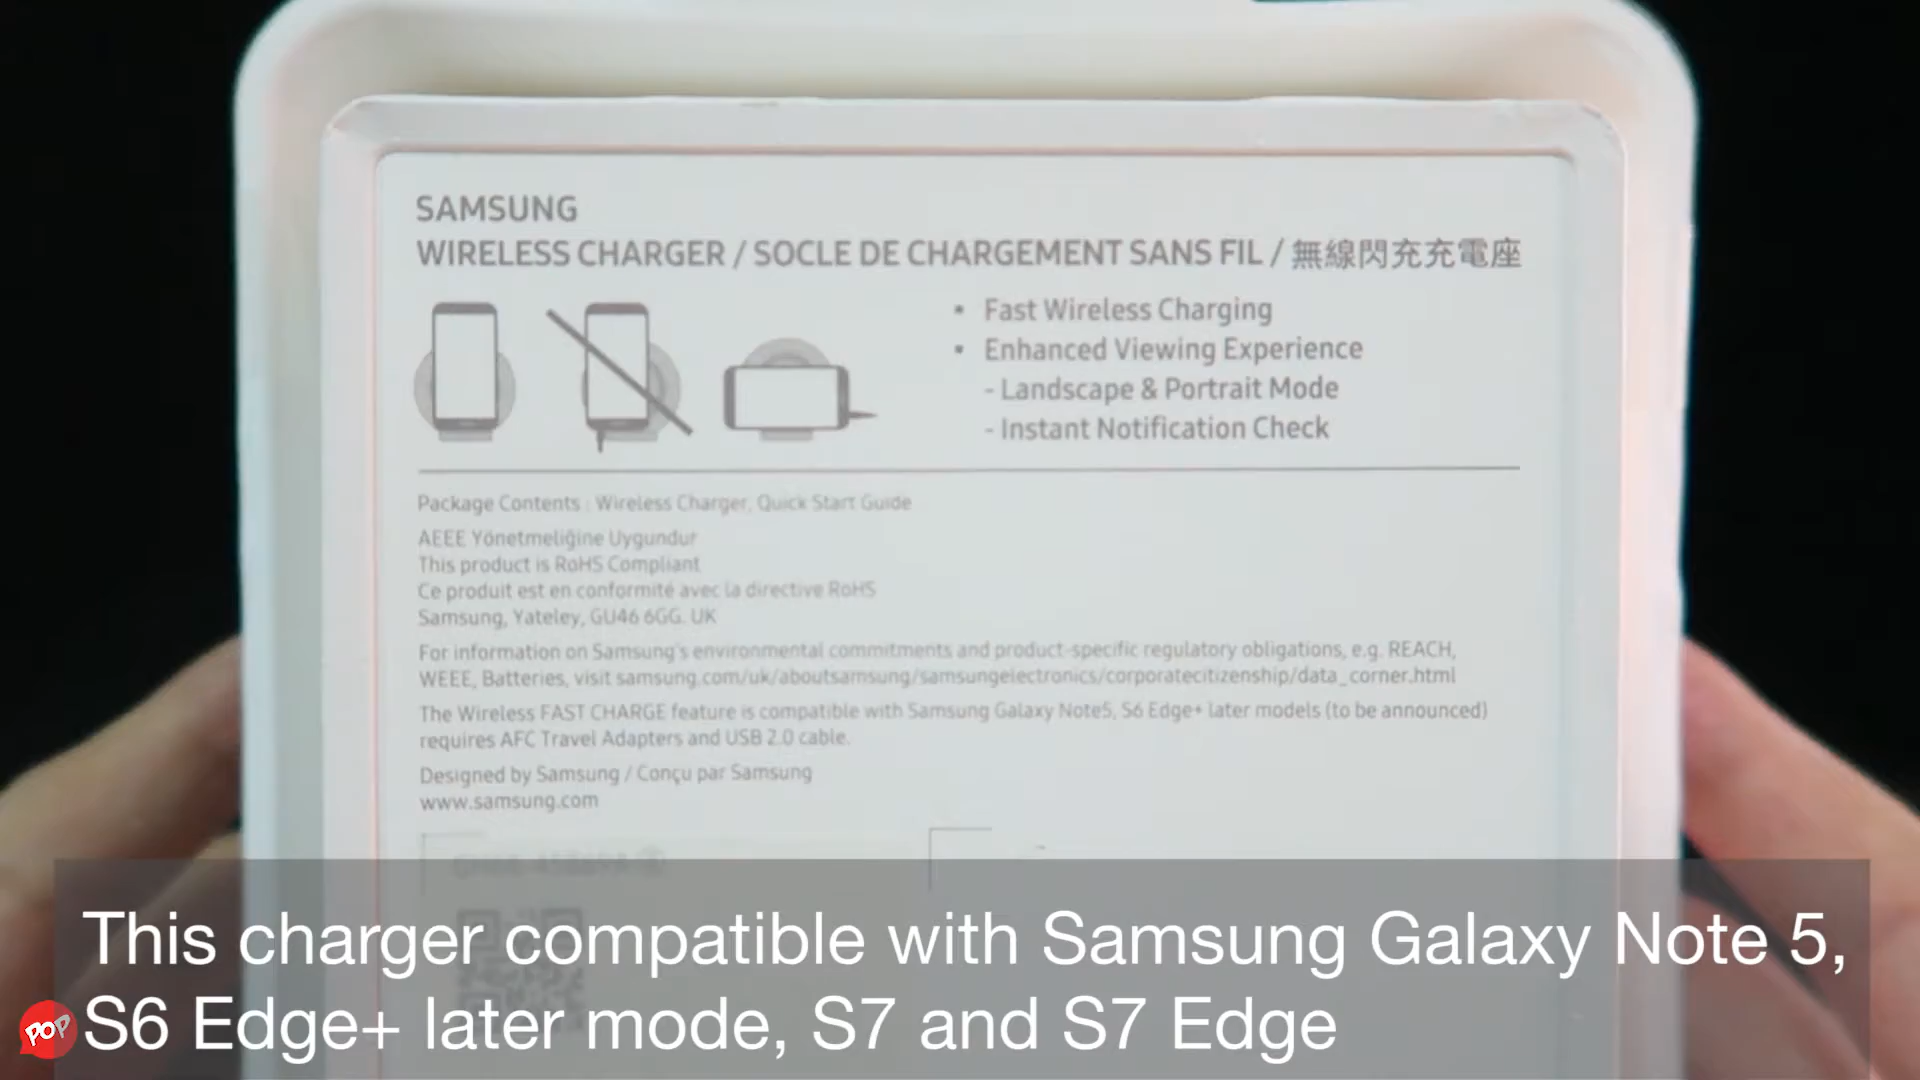 SAMSUNG
WIRELESS CHARGER / SOCLE DE CHARGEMENT SANS FIL / 無線閃充充電座
• Fast Wireless Charging
• Enhanced Viewing Experience
- Landscape & Portrait Mode
- Instant Notification Check
Package Contents : Wireless Charger, Quick Start Guide
AEEE Yönetmeliğine Uygundur
This product is RoHS Compliant
Ce produit est en conformité avec la directive RoHS
Samsung, Yateley, GU46 6GG. UK
For information on Samsung's environmental commitments and product-specific regulatory obligations, e.g. REACH,
WEEE, Batteries, visit samsung.com/uk/aboutsamsung/samsungelectronics/corporatecitizenship/data_corner.html
The Wireless FAST CHARGE feature is compatible with Samsung Galaxy Note5, S6 Edge+ later models (to be announced)
requires AFC Travel Adapters and USB 2.0 cable.
Designed by Samsung / Conçu par Samsung
www.samsung.com
This charger compatible with Samsung Galaxy Note 5,
S6 Edge+ later mode, S7 and S7 Edge
POP